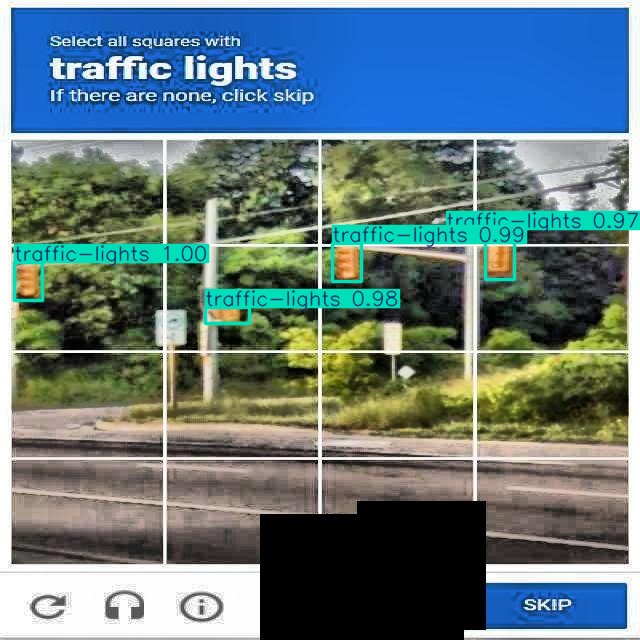 Select all squares with
traffic lights
If there are none, click skip
traffic-lights 0.97
traffic-lights 0.99
traffic-lights 1.00
traffic-lights 0.98
SKIP